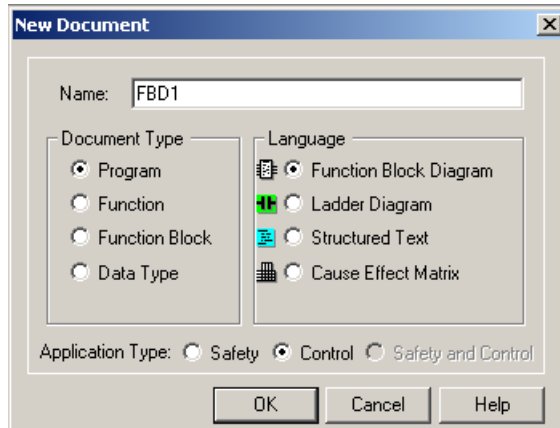 New Document
Name: FBD1
Document Type
Program
Function
Function Block
Data Type
Language
Function Block Diagram
Ladder Diagram
Structured Text
Cause Effect Matrix
Application Type: Safety Control Safety and Control
OK Cancel Help